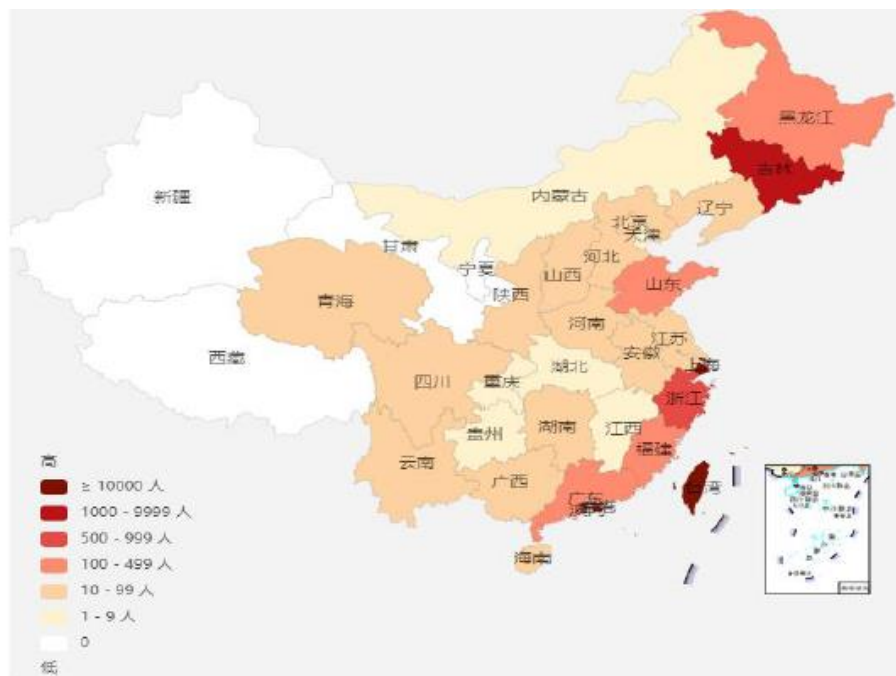 黑龙江
吉林
新疆
内蒙古
辽宁
北京
天津
甘肃
河北
宁夏
山西
山东
陕西
青海
河南
江苏
西藏
安徽
上海
湖北
四川
重庆
浙江
贵州
湖南
江西
福建
云南
广西
台湾
广东
海南
高
≥ 10000 人
1000 - 9999 人
500 - 999 人
100 - 499 人
10 - 99 人
1 - 9 人
0
低